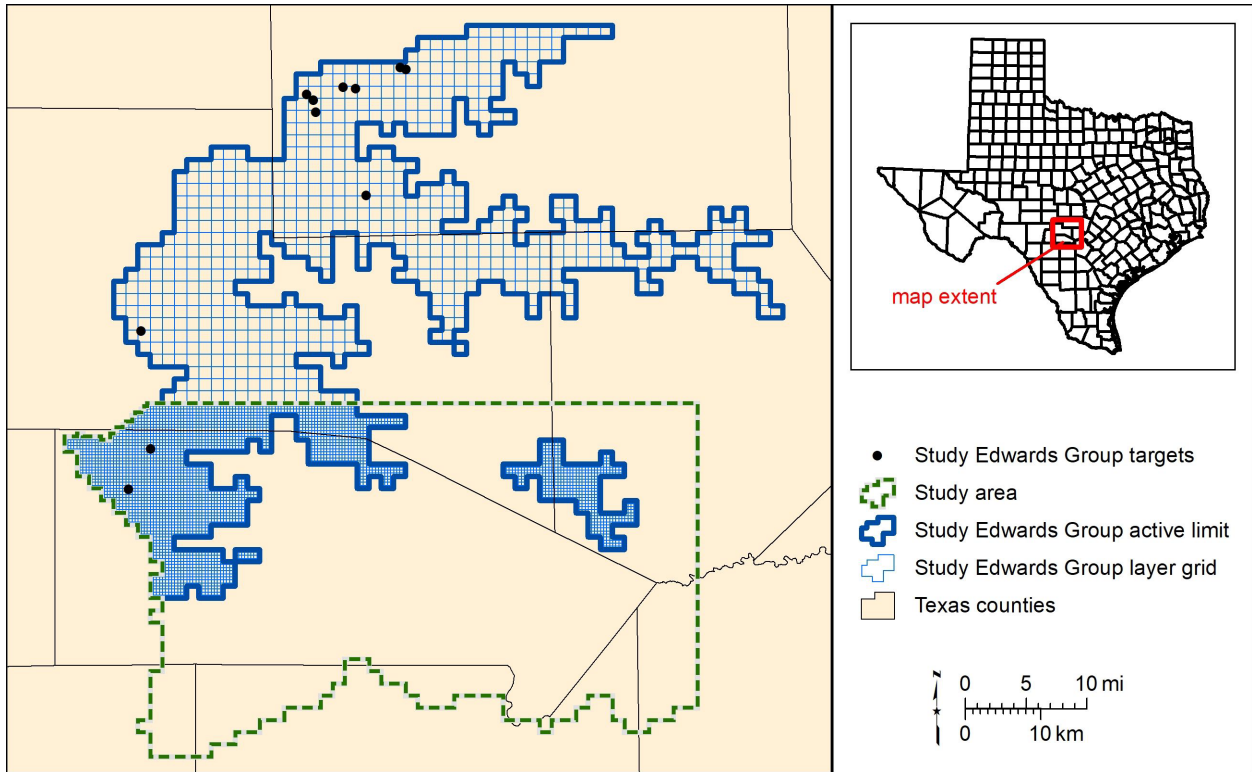 map extent
Study Edwards Group targets
Study area
Study Edwards Group active limit
Study Edwards Group layer grid
Texas counties
N
0 5 10 mi
0 10 km